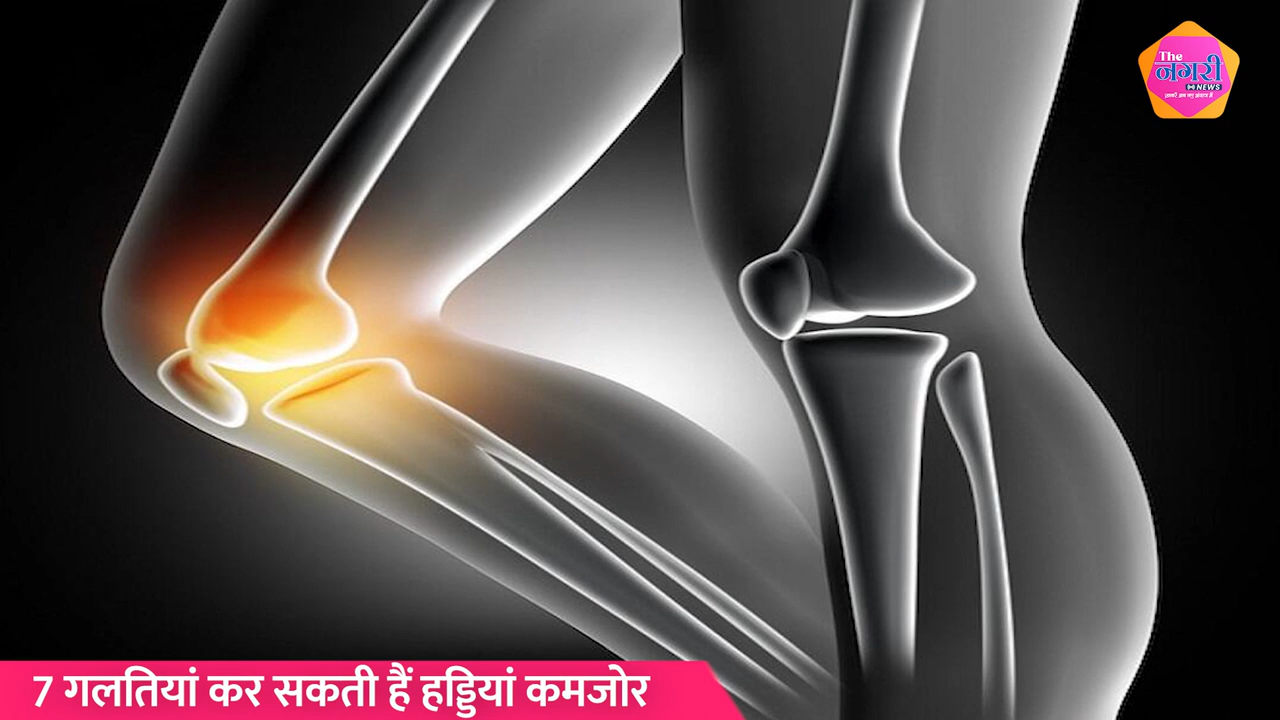 The
नगरी
NEWS
7 गलतियां कर सकती हैं हड्डियां कमजोर